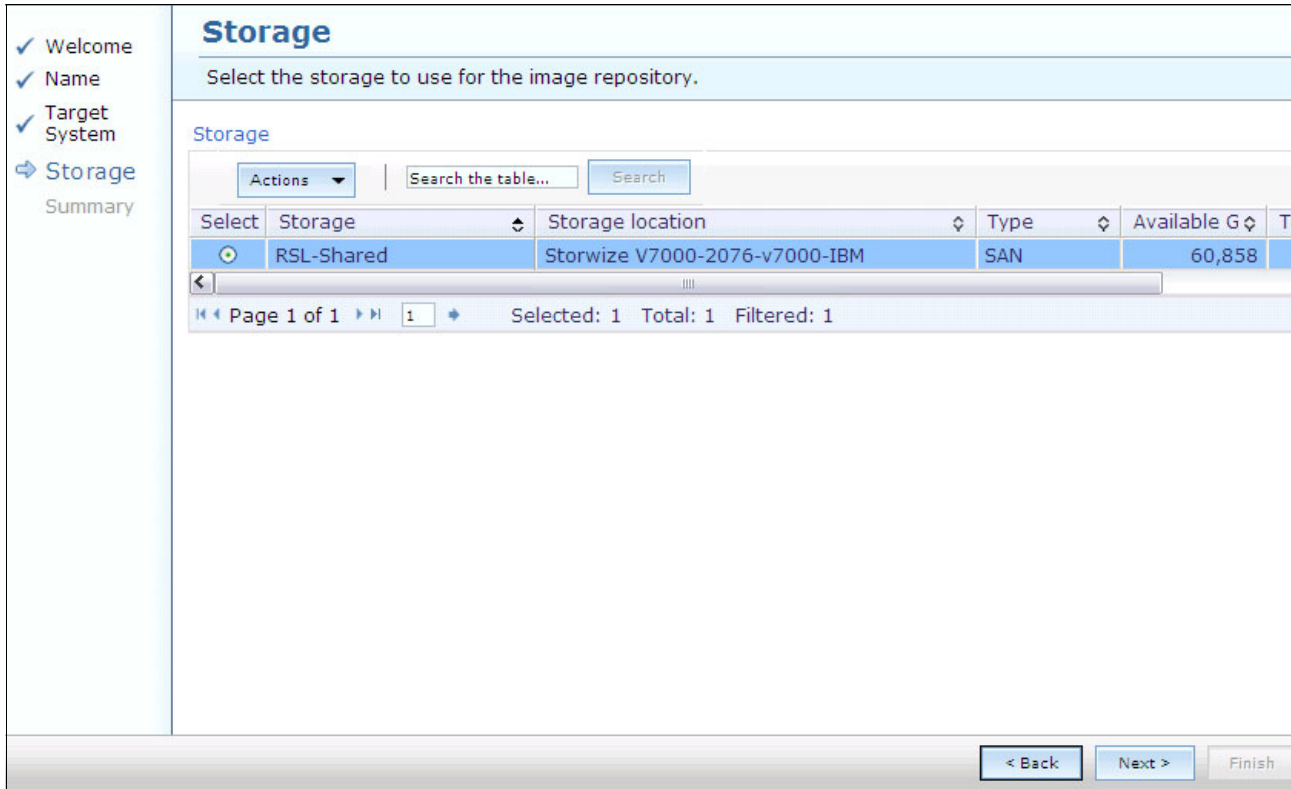 Welcome
Name
Target
System
Storage
Summary
Storage
Select the storage to use for the image repository.
Storage
Actions
Search the table...
Search
Select Storage Storage location Type Available G T
RSL-Shared Storwize V7000-2076-v7000-IBM SAN 60,858
Page 1 of 1 1 Selected: 1 Total: 1 Filtered: 1
< Back Next > Finish